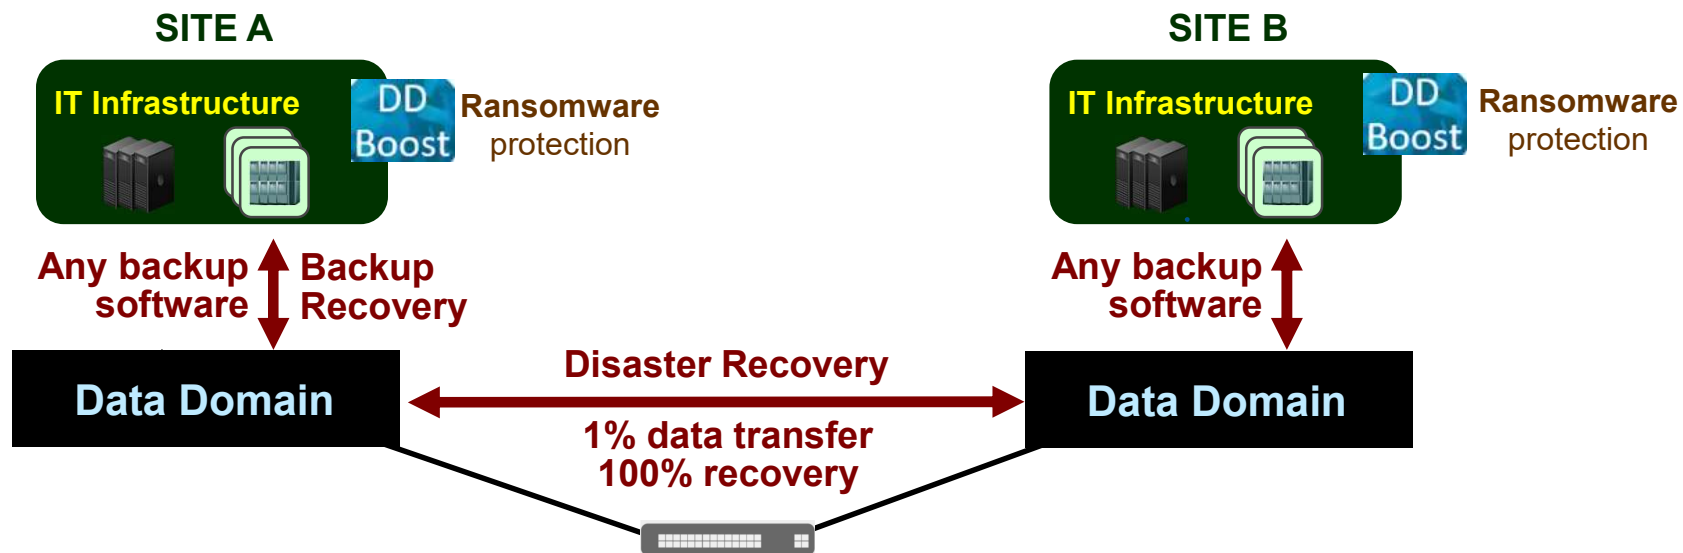 SITE A
IT Infrastructure
DD
Boost
Ransomware
protection
Any backup
software
Backup
Recovery
Data Domain
SITE B
IT Infrastructure
DD
Boost
Ransomware
protection
Any backup
software
Data Domain
Disaster Recovery
1% data transfer
100% recovery